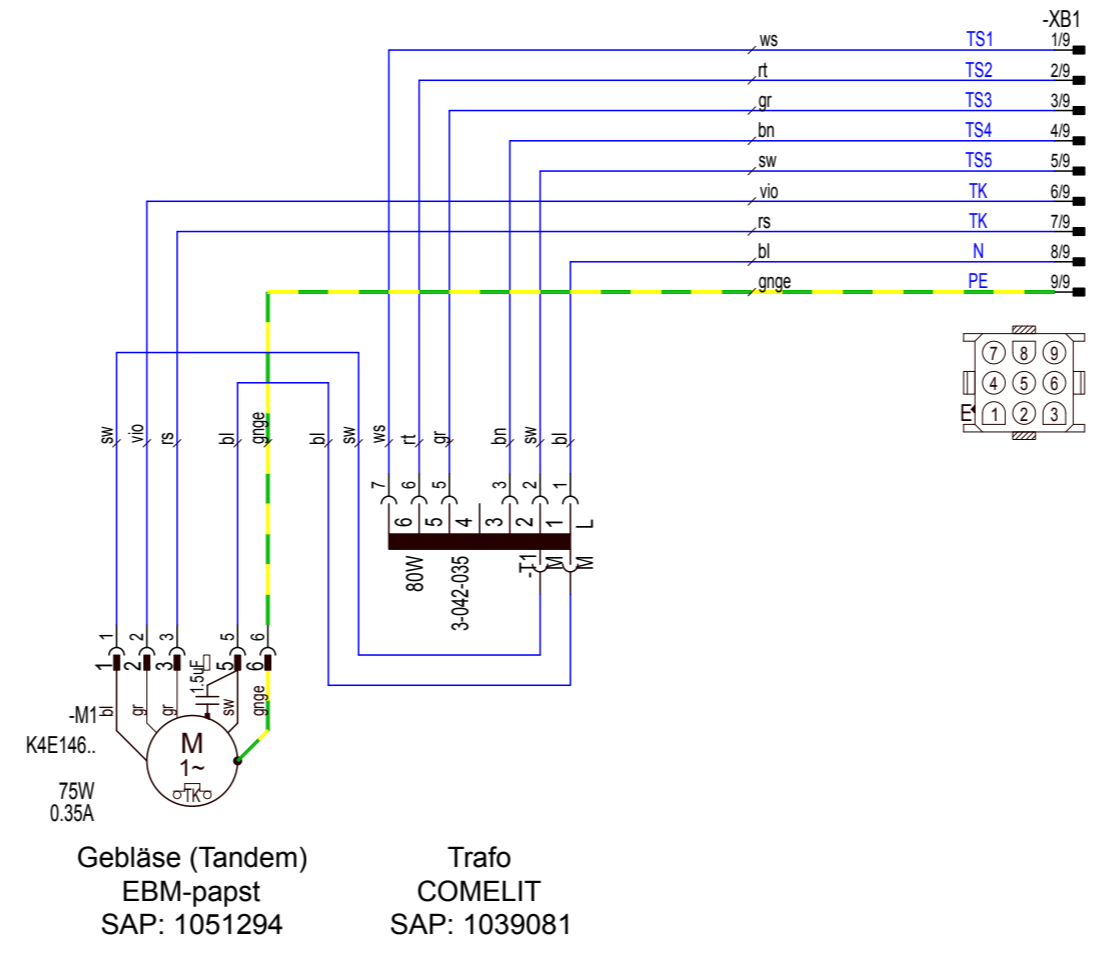 -XB1
ws TS1 1/9
rt TS2 2/9
gr TS3 3/9
bn TS4 4/9
sw TS5 5/9
vio TK 6/9
rs TK 7/9
bl N 8/9
gnge PE 9/9
7 8 9
4 5 6
E 1 2 3
sw vio rs bl gnge bl sw ws rt gr bn sw bl
7 6 5 3 2 1
6 5 4 3 2 1 L
80W 3-042-035 -T1 M M
1 2 3 5 6
1 2 3 5 6
1.5uF
bl gr gr sw gnge
-M1
K4E146..
M
1~
TK
75W
0.35A
Gebläse (Tandem)
EBM-papst
SAP: 1051294
Trafo
COMELIT
SAP: 1039081